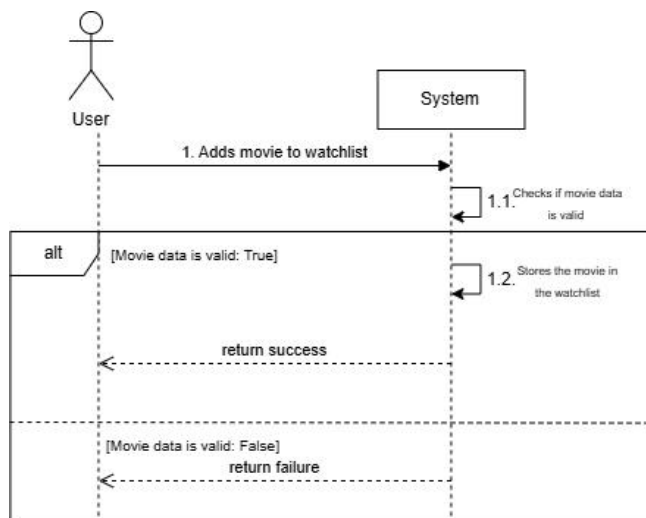 User
System
1. Adds movie to watchlist
1.1. Checks if movie data
is valid
alt
[Movie data is valid: True]
1.2. Stores the movie in
the watchlist
return success
[Movie data is valid: False]
return failure